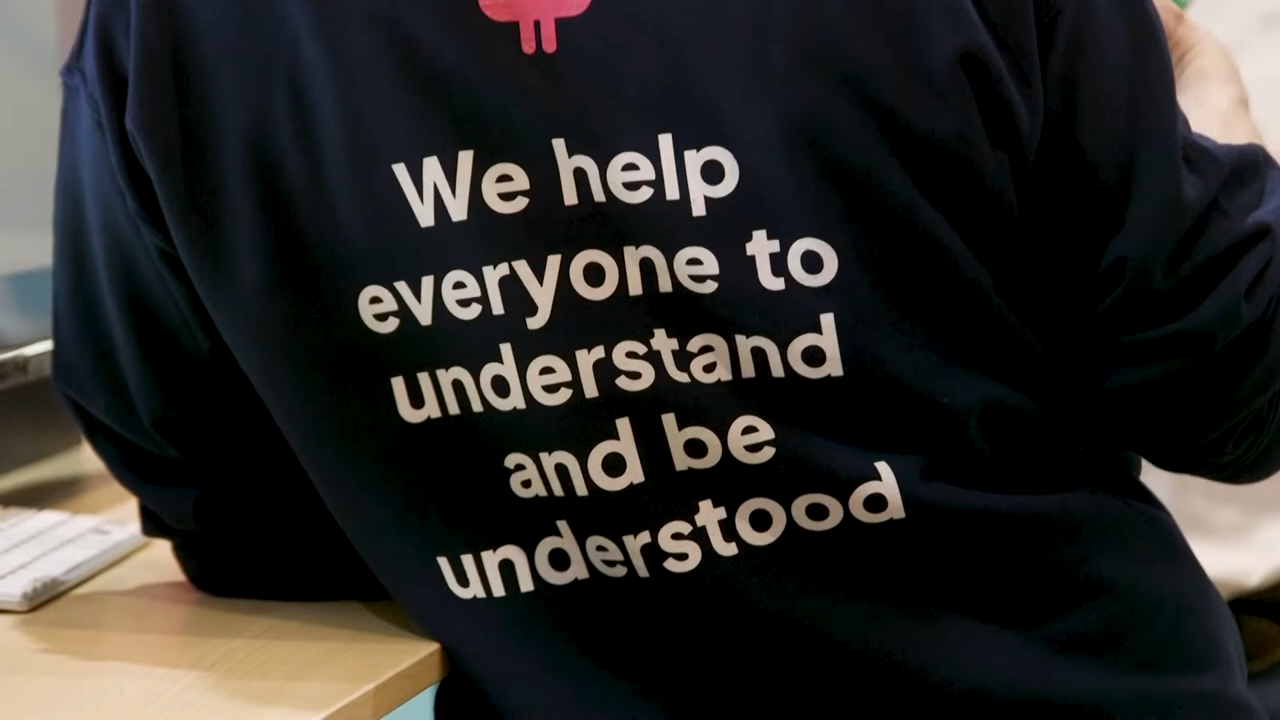 We help
everyone to
understand
and be
understood